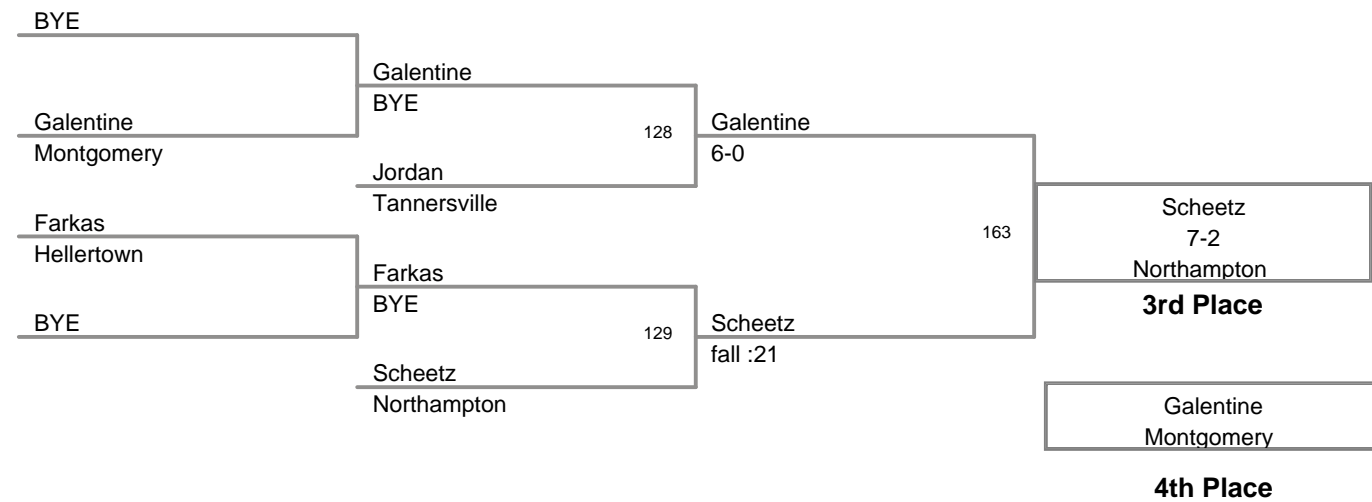 BYE
Galentine
BYE
Galentine
Montgomery
128
Galentine
6-0
Jordan
Tannersville
Farkas
Hellertown
163
Scheetz
7-2
Northampton
3rd Place
Farkas
BYE
BYE
129
Scheetz
fall :21
Scheetz
Northampton
Galentine
Montgomery
4th Place